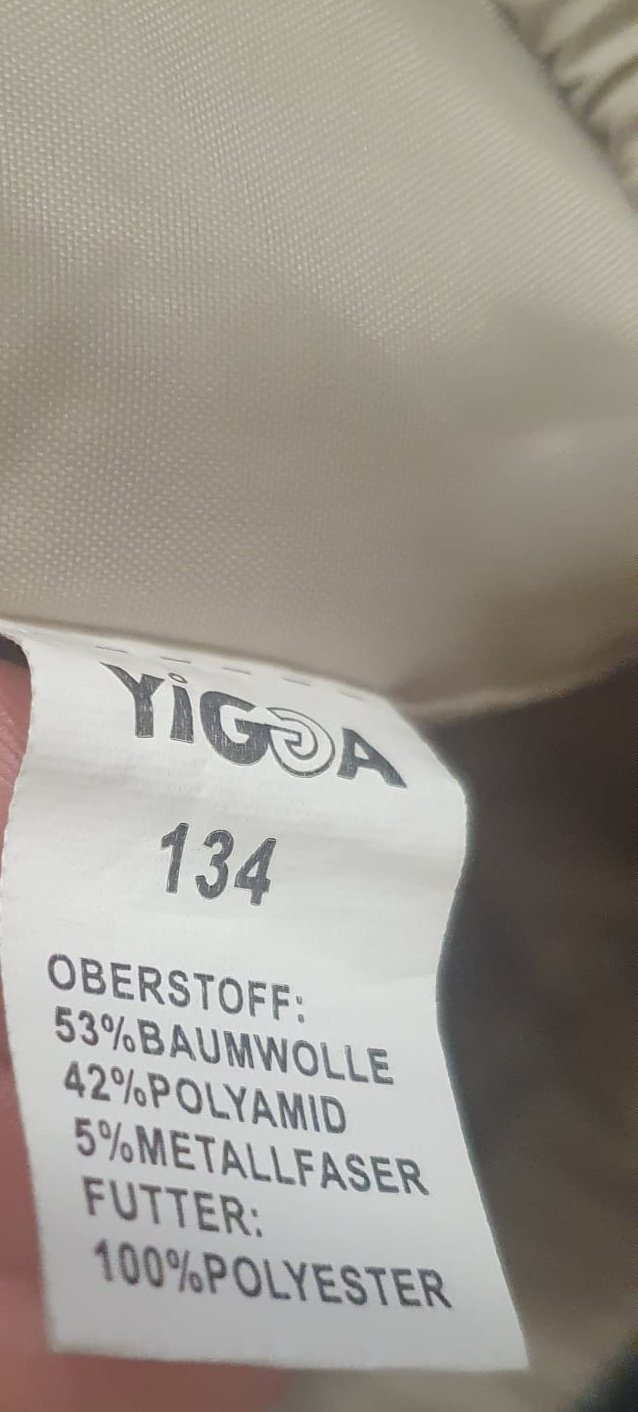 YiGGA
134
OBERSTOFF:
53%BAUMWOLLE
42%POLYAMID
5%METALLFASER
FUTTER:
100%POLYESTER